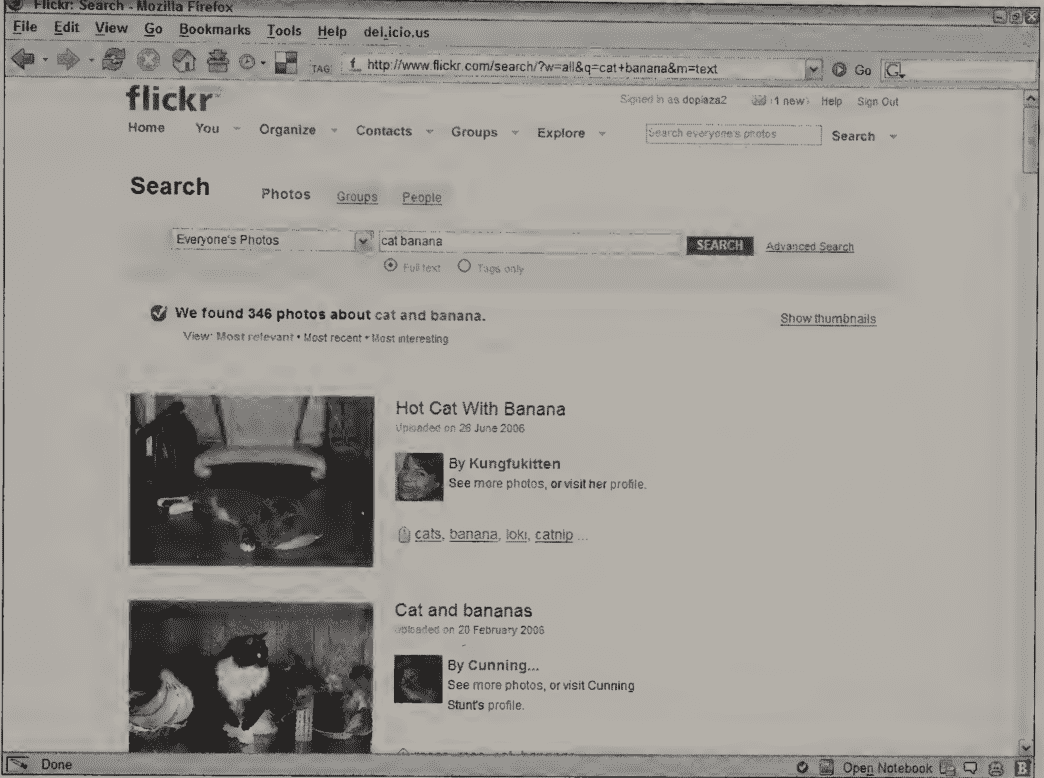 Flickr: Search - Mozilla Firefox
File Edit View Go Bookmarks Tools Help del.icio.us
TAG http://www.flickr.com/search/?w=all&q=cat+banana&m=text Go G
flickr
Signed in as dopiaza2 (1 new) Help Sign Out
Home You Organize Contacts Groups Explore Search everyone's photos Search
Search Photos Groups People
Everyone's Photos cat banana SEARCH Advanced Search
Full text Tags only
We found 346 photos about cat and banana. Show thumbnails
View: Most relevant • Most recent • Most interesting
Hot Cat With Banana
Uploaded on 26 June 2006
By Kungfukitten
See more photos, or visit her profile.
cats, banana, loki, catnip ...
Cat and bananas
Uploaded on 20 February 2006
By Cunning...
See more photos, or visit Cunning
Stunt's profile.
Done Open Notebook